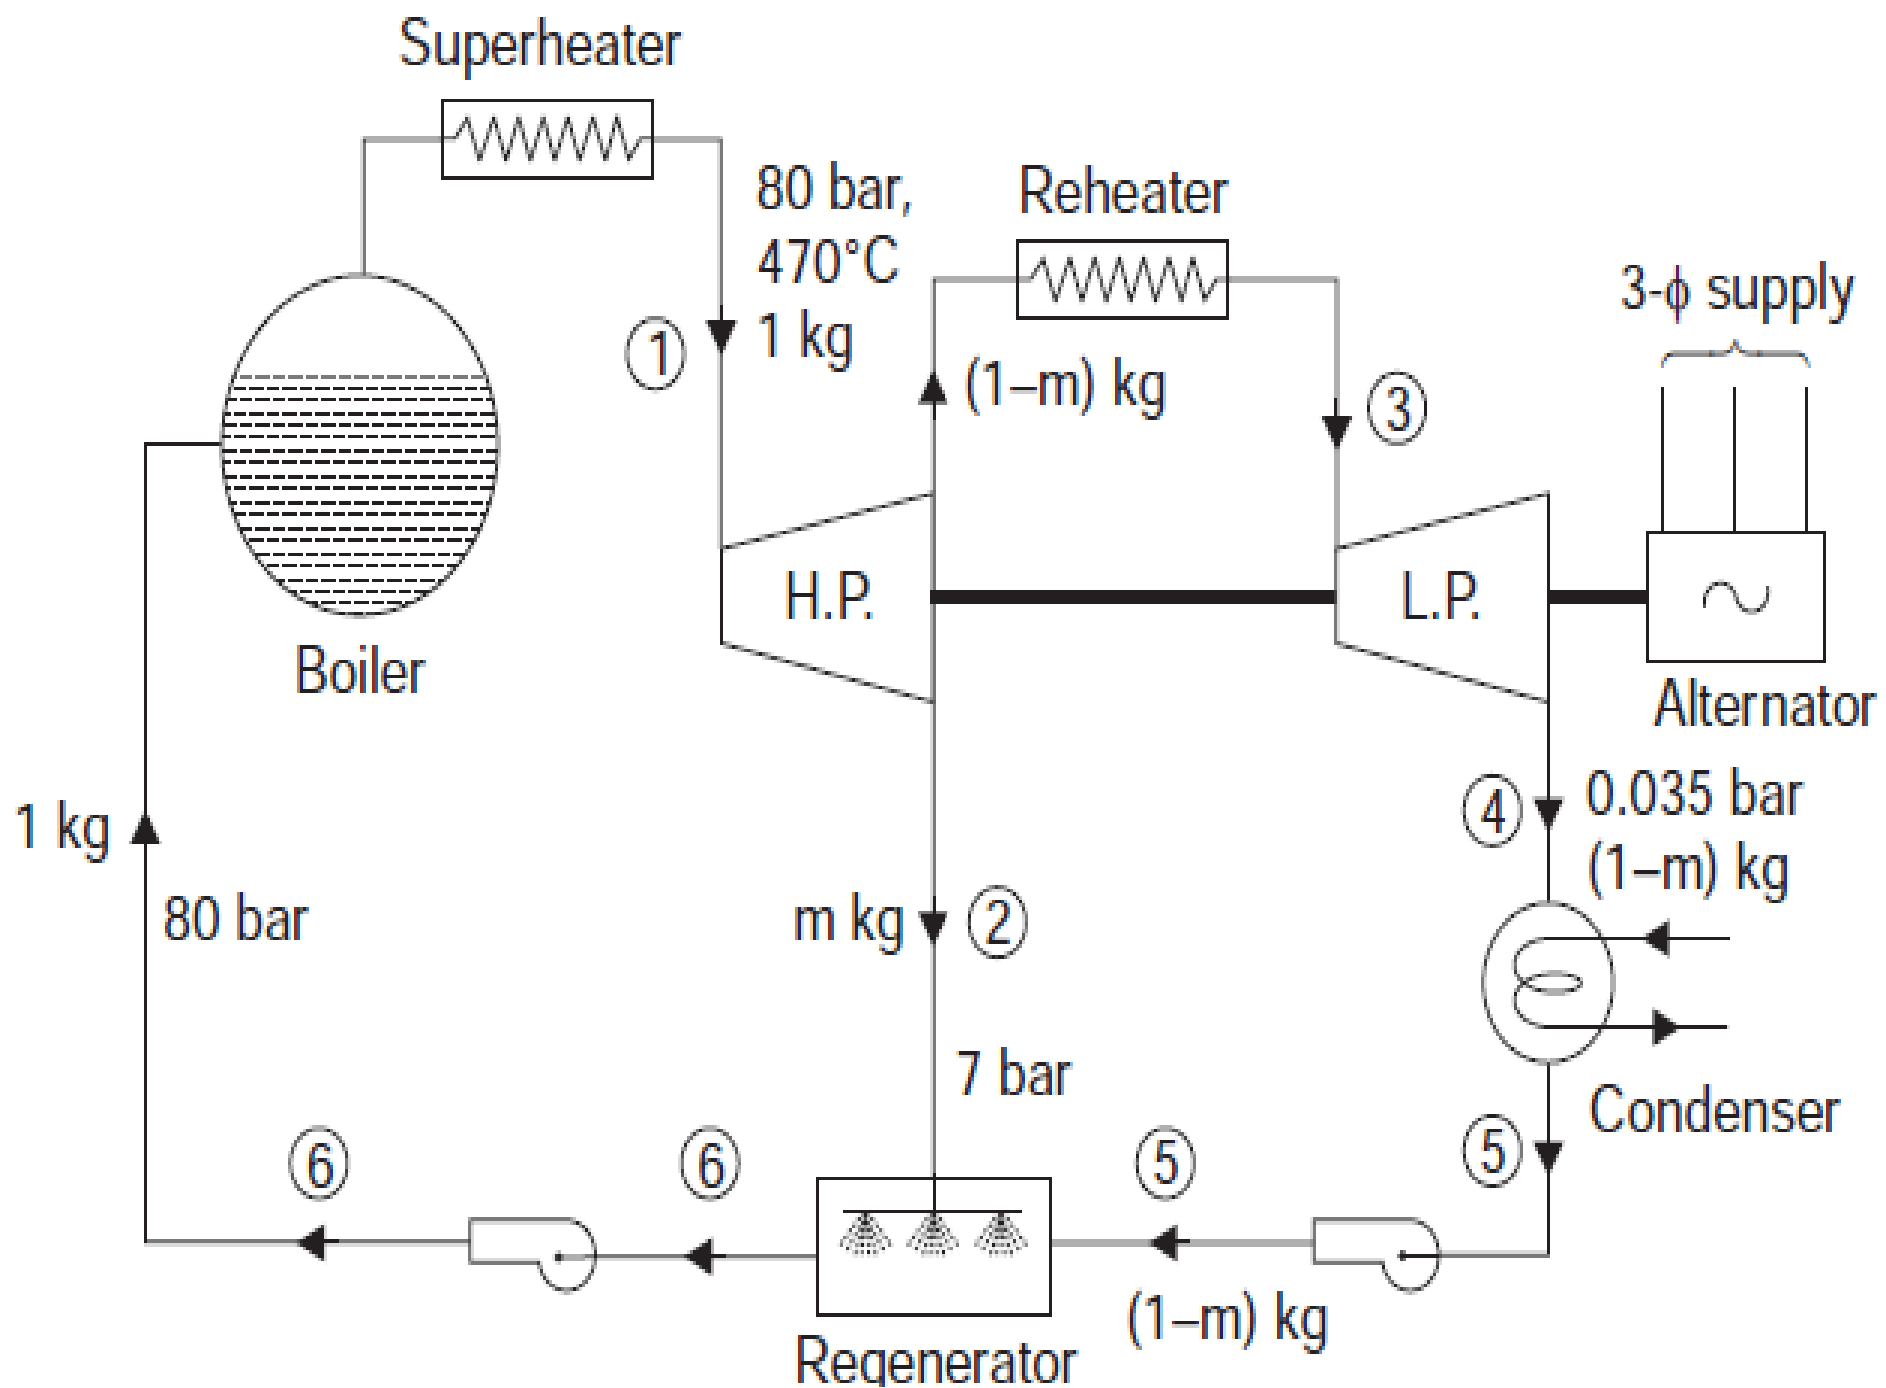 Superheater
80 bar,
470°C
1 kg
Reheater
3-ϕ supply
①
(1–m) kg
③
H.P.
L.P.
Boiler
Alternator
④
0.035 bar
(1–m) kg
1 kg
80 bar
m kg
②
7 bar
Condenser
⑥
⑥
⑤
⑤
(1–m) kg
Regenerator